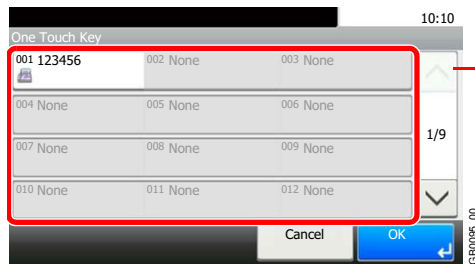 10:10
One Touch Key
001 123456 002 None 003 None
004 None 005 None 006 None
1/9
007 None 008 None 009 None
010 None 011 None 012 None
Cancel OK
GB0095_00